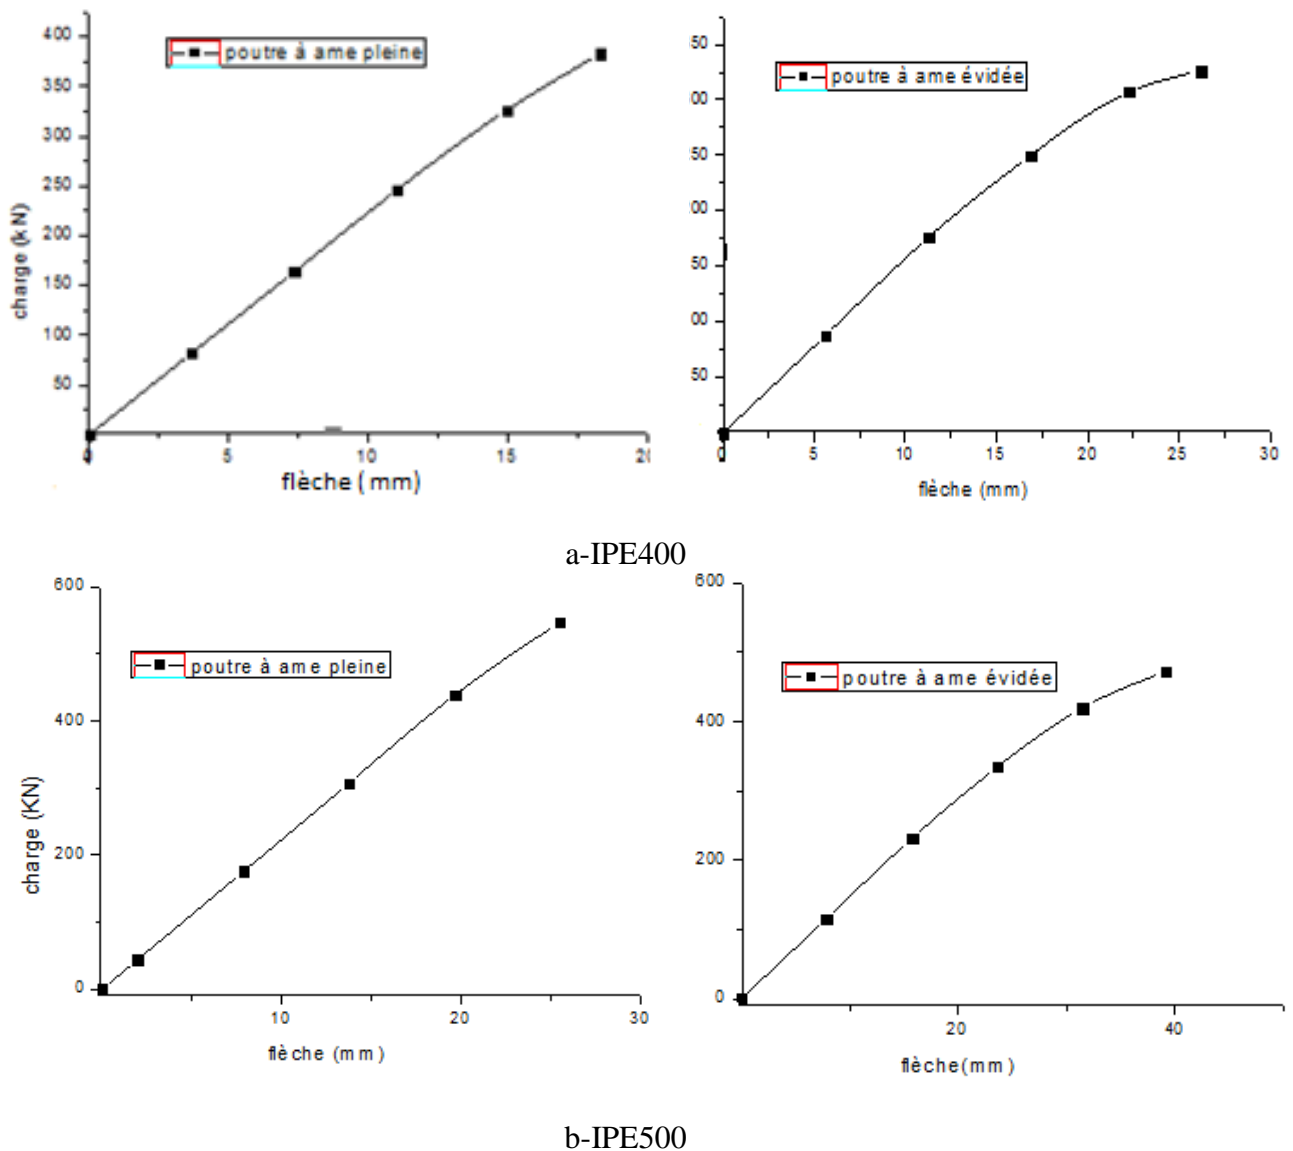 400
350
300
250
200
150
100
50
poutre à ame pleine
charge (kN)
0 5 10 15 20
flèche (mm)
50
00
50
00
50
00
50
poutre à ame évidée
0 5 10 15 20 25 30
flèche (mm)
a-IPE400
600
400
200
0
poutre à ame pleine
charge (KN)
10 20 30
flèche (mm)
600
400
200
0
poutre à ame évidée
20 40
flèche(mm)
b-IPE500